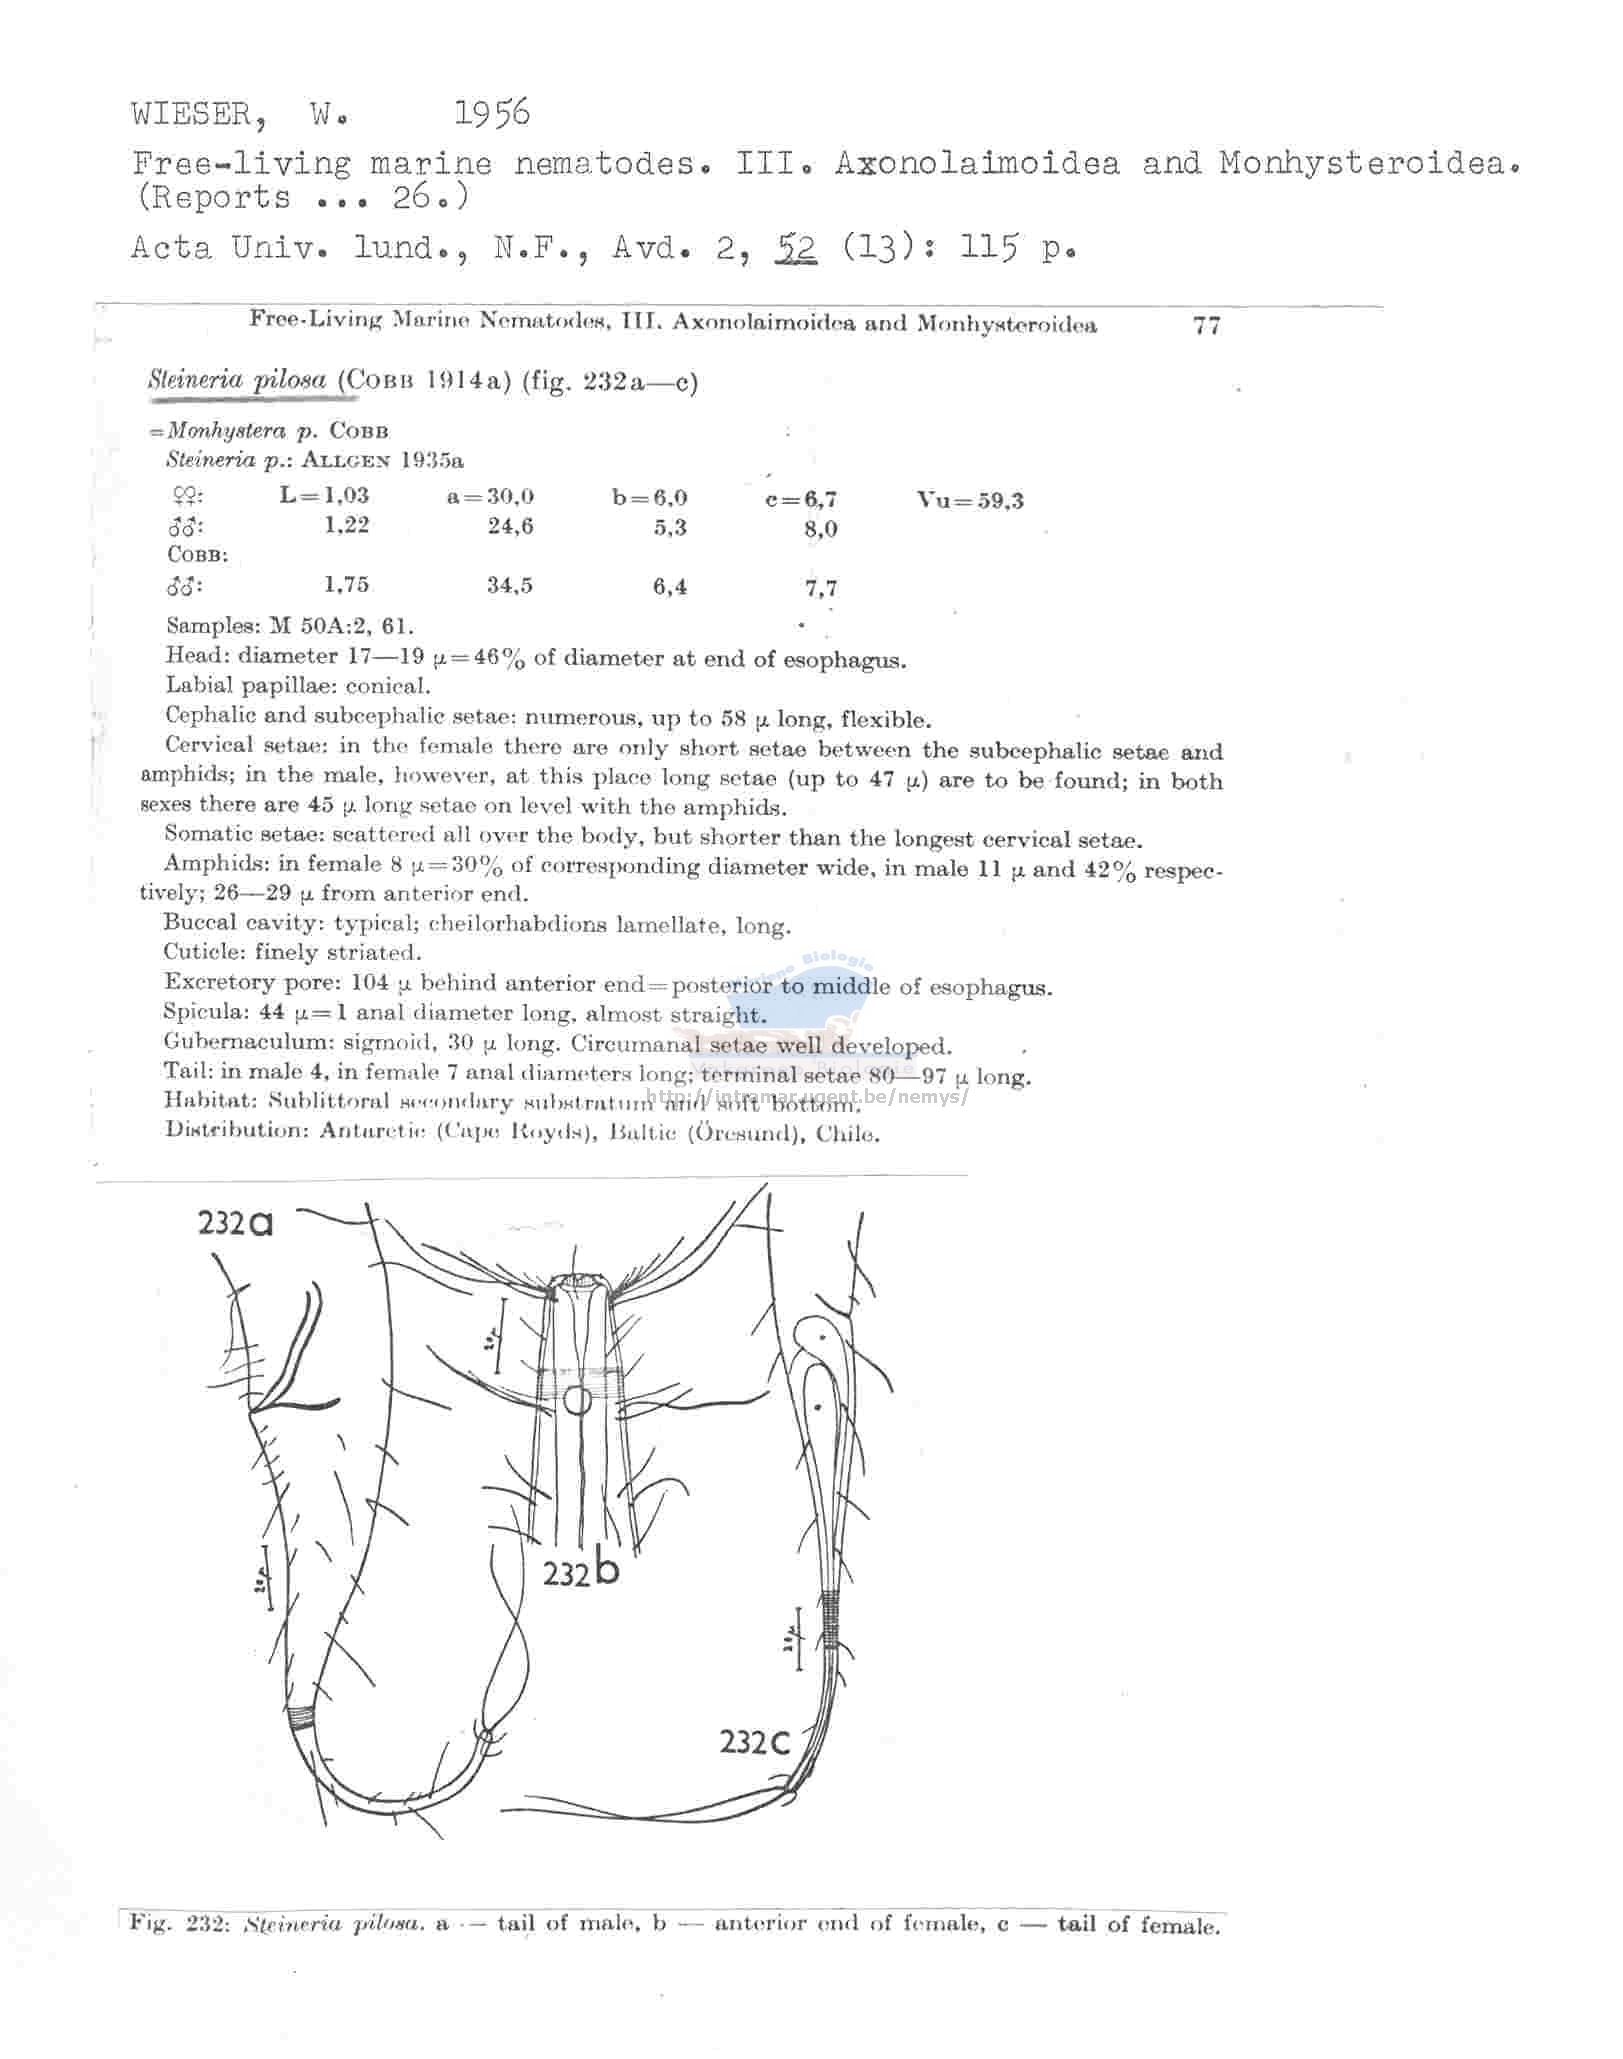 WIESER, W. 1956
Free-living marine nematodes. III. Axonolaimoidea and Monhysteroidea.
(Reports ... 26.)
Acta Univ. lund., N.F., Avd. 2, 52 (13): 115 p.
Free-Living Marine Nematodes, III. Axonolaimoidea and Monhysteroidea 77
Steineria pilosa (COBB 1914a) (fig. 232a—c)
=Monhystera p. COBB
Steineria p.: ALLGEN 1935a
♀♀: L=1,03 a=30,0 b=6,0 c=6,7 Vu=59,3
♂♂: 1,22 24,6 5,3 8,0
COBB:
♂♂: 1,75 34,5 6,4 7,7
Samples: M 50A:2, 61.
Head: diameter 17—19 µ=46% of diameter at end of esophagus.
Labial papillae: conical.
Cephalic and subcephalic setae: numerous, up to 58 µ long, flexible.
Cervical setae: in the female there are only short setae between the subcephalic setae and
amphids; in the male, however, at this place long setae (up to 47 µ) are to be found; in both
sexes there are 45 µ long setae on level with the amphids.
Somatic setae: scattered all over the body, but shorter than the longest cervical setae.
Amphids: in female 8 µ=30% of corresponding diameter wide, in male 11 µ and 42% respec-
tively; 26—29 µ from anterior end.
Buccal cavity: typical; cheilorhabdions lamellate, long.
Cuticle: finely striated.
Biologie
Excretory pore: 104 µ behind anterior end=posterior to middle of esophagus.
Spicula: 44 µ=1 anal diameter long, almost straight.
Gubernaculum: sigmoid, 30 µ long. Circumanal setae well developed.
Tail: in male 4, in female 7 anal diameters long; terminal setae 80—97 µ long.
http://intramar.ugent.be/nemys/
Habitat: Sublittoral secondary substratum and soft bottom.
Distribution: Antarctic (Cape Royds), Baltic (Öresund), Chile.
232a
20µ
232b
20µ
20µ
232c
Fig. 232: Steineria pilosa. a — tail of male, b — anterior end of female, c — tail of female.